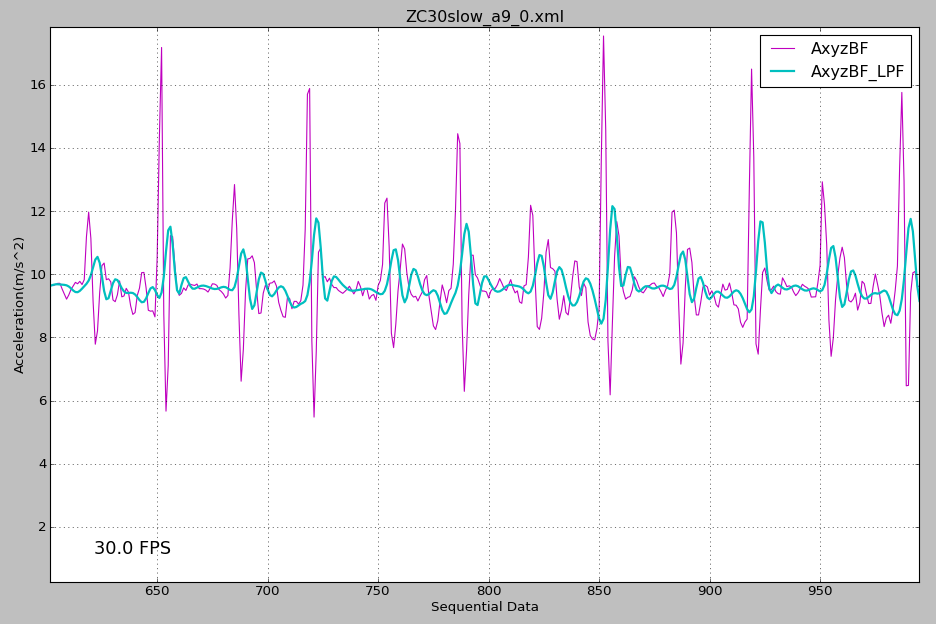 ZC30slow_a9_0.xml
AxyzBF
AxyzBF_LPF
Acceleration(m/s^2)
16
14
12
10
8
6
4
2
30.0 FPS
650 700 750 800 850 900 950
Sequential Data